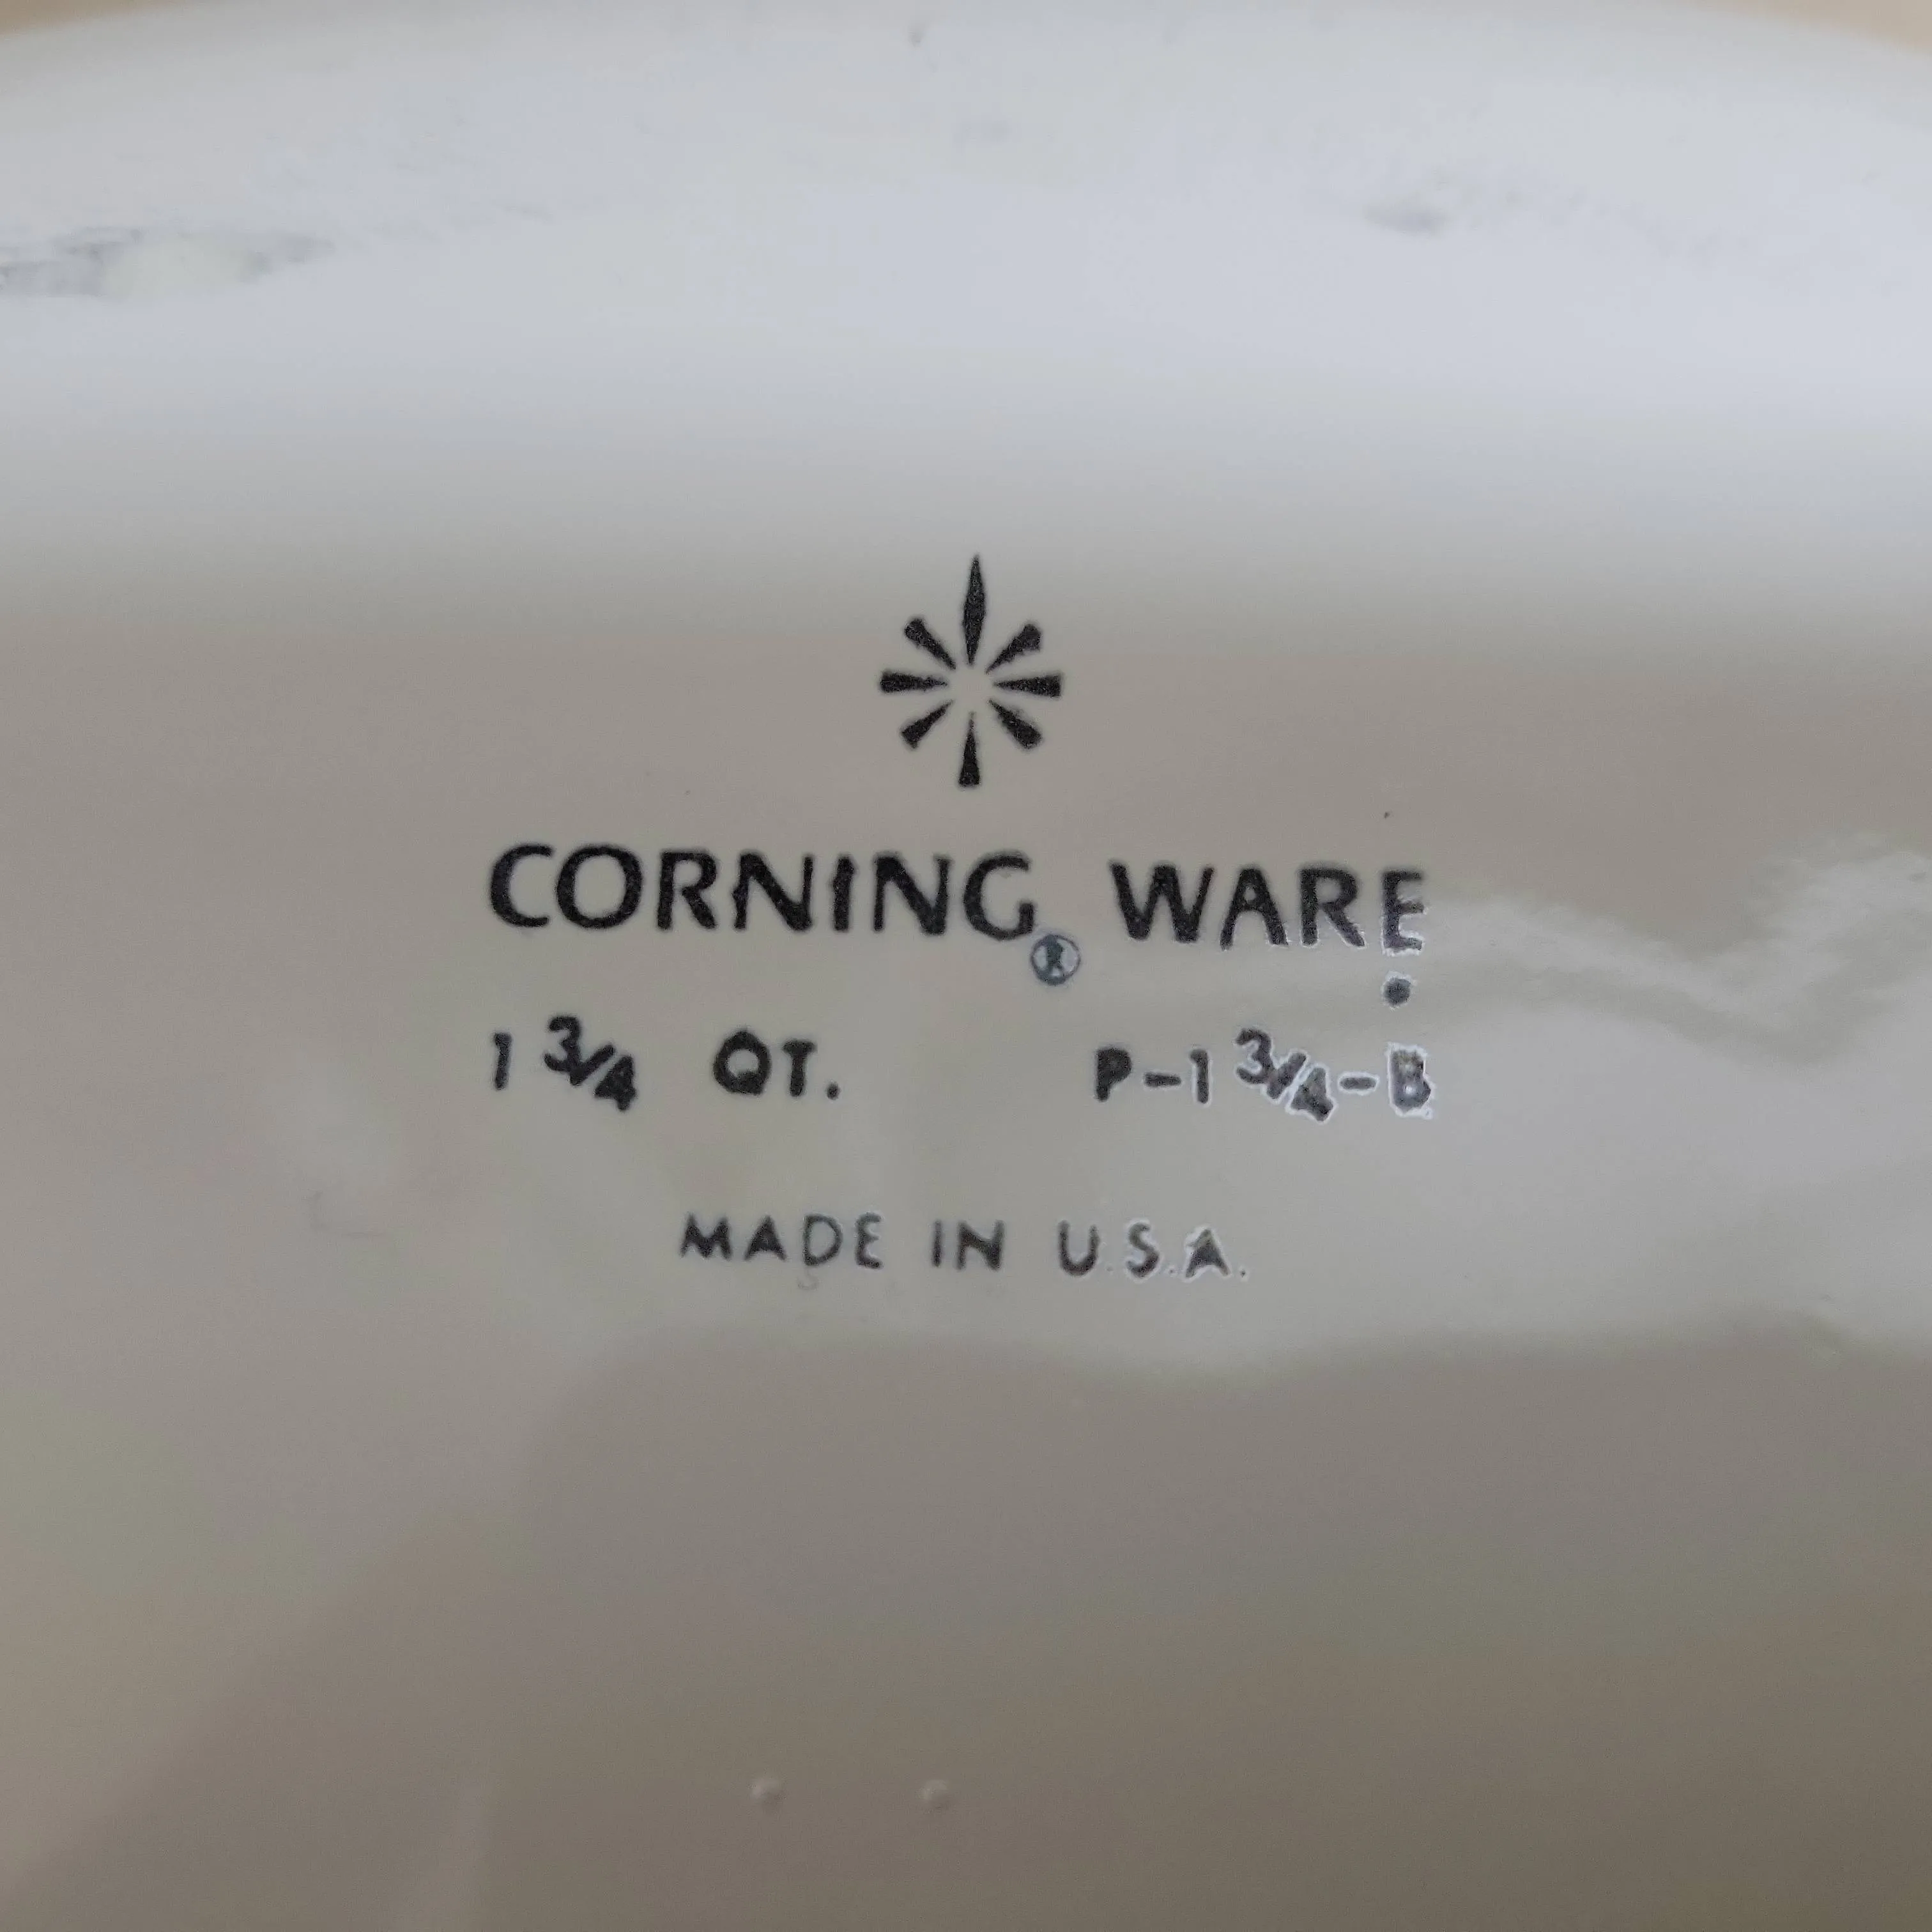 CORNING® WARE
1 3/4 QT. P-1 3/4-B
MADE IN U.S.A.